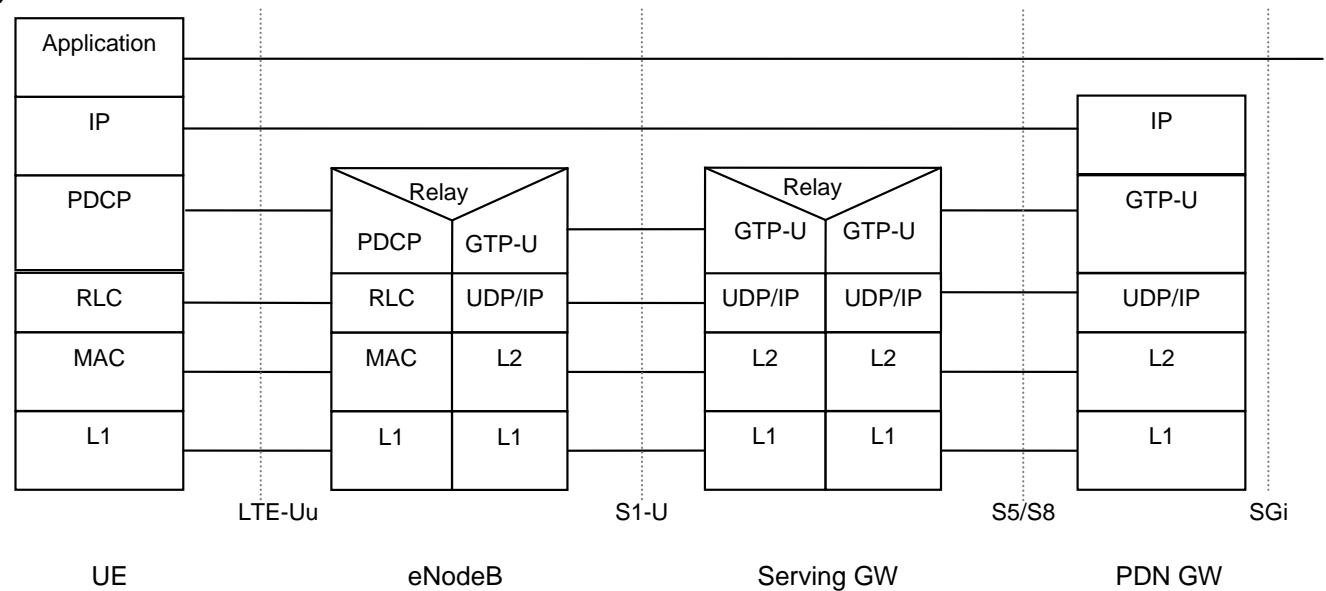 Application
IP
IP
PDCP
Relay
Relay
GTP-U
PDCP
GTP-U
GTP-U
GTP-U
RLC
RLC
UDP/IP
UDP/IP
UDP/IP
UDP/IP
MAC
MAC
L2
L2
L2
L2
L1
L1
L1
L1
L1
L1
LTE-Uu
S1-U
S5/S8
SGi
UE
eNodeB
Serving GW
PDN GW